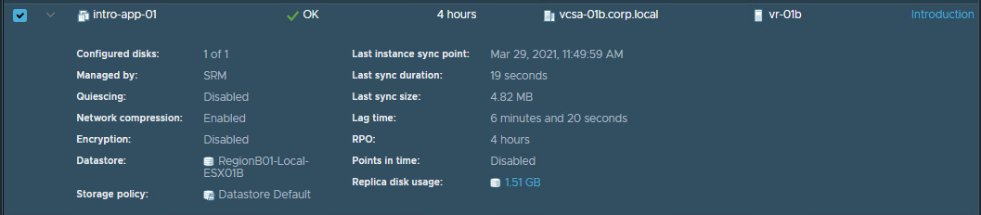 intro-app-01 OK 4 hours vcsa-01b.corp.local vr-01b Introduction
Configured disks: 1 of 1
Managed by: SRM
Quiescing: Disabled
Network compression: Enabled
Encryption: Disabled
Datastore: RegionB01-Local-
ESX01B
Storage policy: Datastore Default
Last instance sync point: Mar 29, 2021, 11:49:59 AM
Last sync duration: 19 seconds
Last sync size: 4.82 MB
Lag time: 6 minutes and 20 seconds
RPO: 4 hours
Points in time: Disabled
Replica disk usage: 1.51 GB